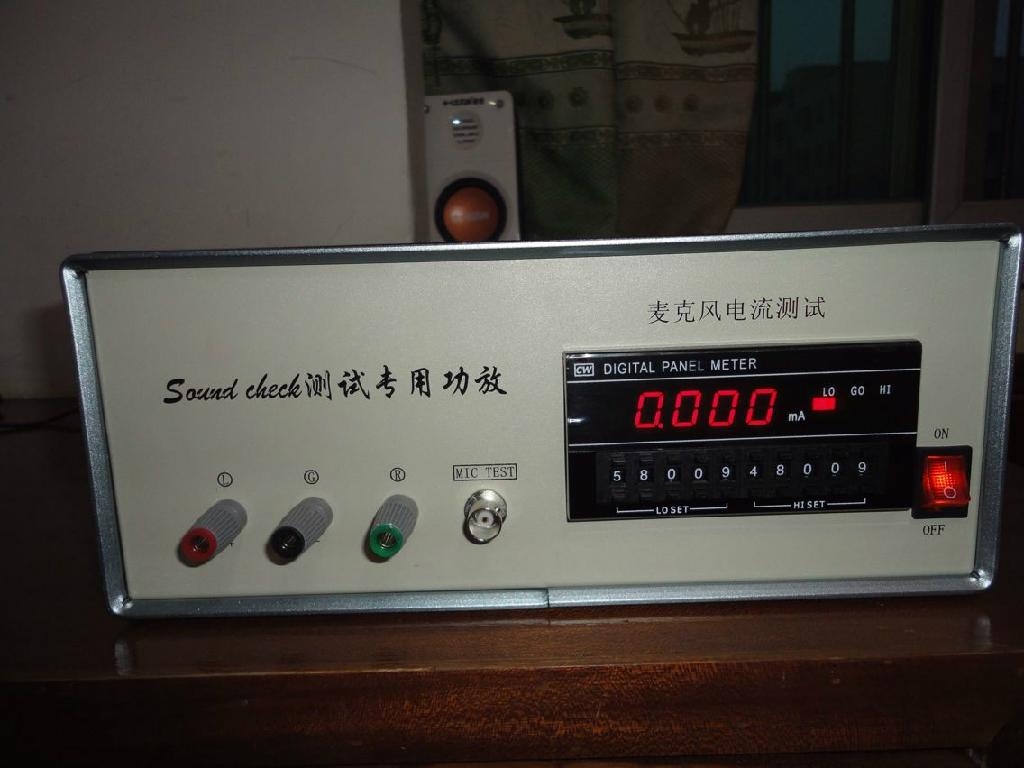 麦克风电流测试
Sound check测试专用功放
CW DIGITAL PANEL METER
0.000 mA
LO GO HI
5 8 0 0 9 4 8 0 0 9
LO SET HI SET
ON
OFF
L G R MIC TEST